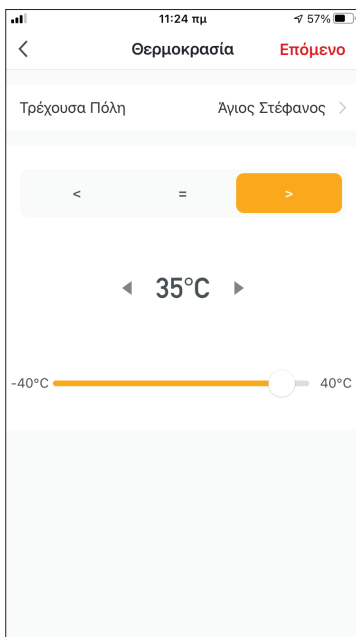 11:24 πμ 57%
Θερμοκρασία Επόμενο
Τρέχουσα Πόλη Άγιος Στέφανος >
< = >
35°C
-40°C 40°C